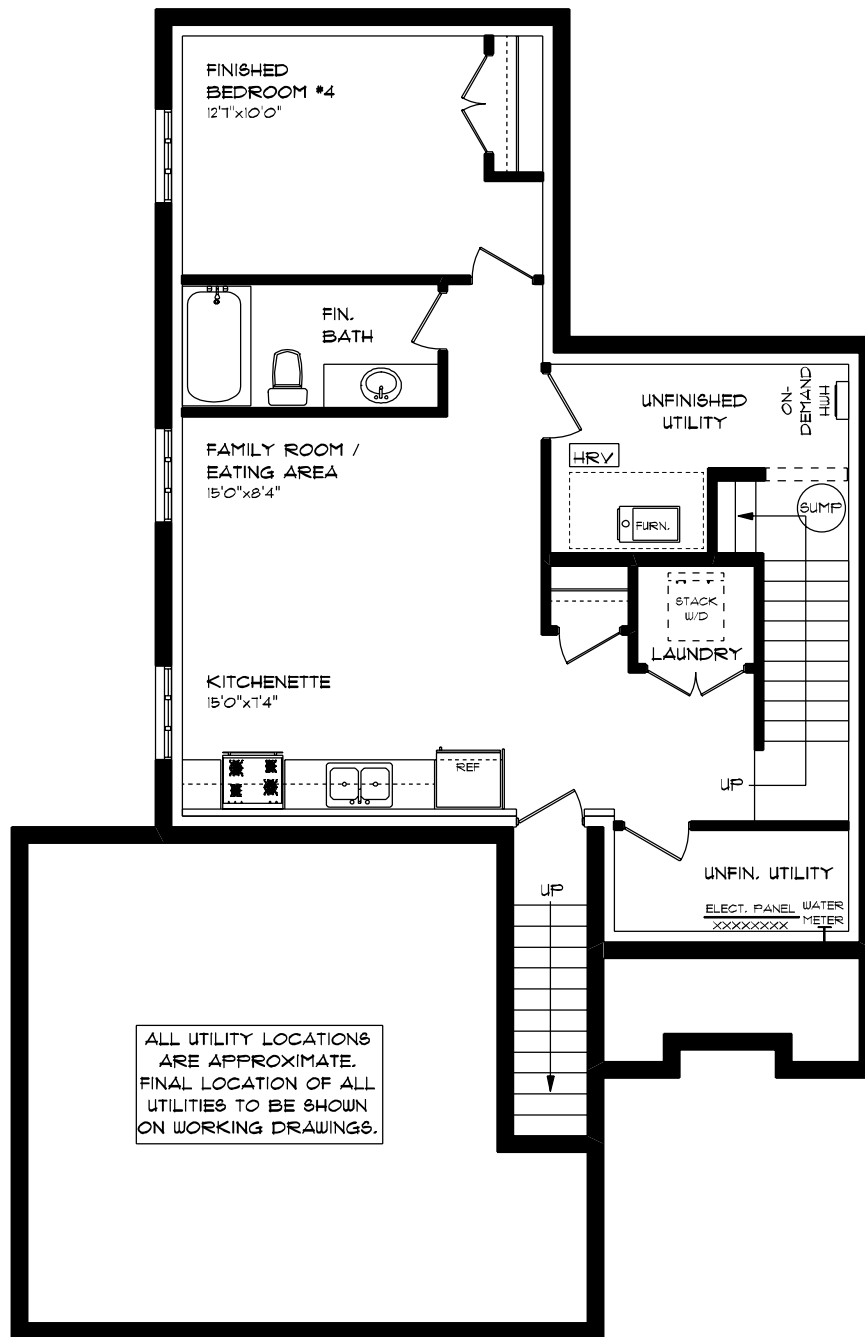 FINISHED
BEDROOM #4
12'7"x10'0"
FIN.
BATH
UNFINISHED
UTILITY
ON-
DEMAND
HWH
FAMILY ROOM /
EATING AREA
15'0"x8'4"
HRV
FURN.
SUMP
STACK
W/D
LAUNDRY
KITCHENETTE
15'0"x7'4"
REF
UP
UP
UNFIN. UTILITY
ELECT. PANEL
XXXXXXXX
WATER
METER
ALL UTILITY LOCATIONS
ARE APPROXIMATE.
FINAL LOCATION OF ALL
UTILITIES TO BE SHOWN
ON WORKING DRAWINGS.